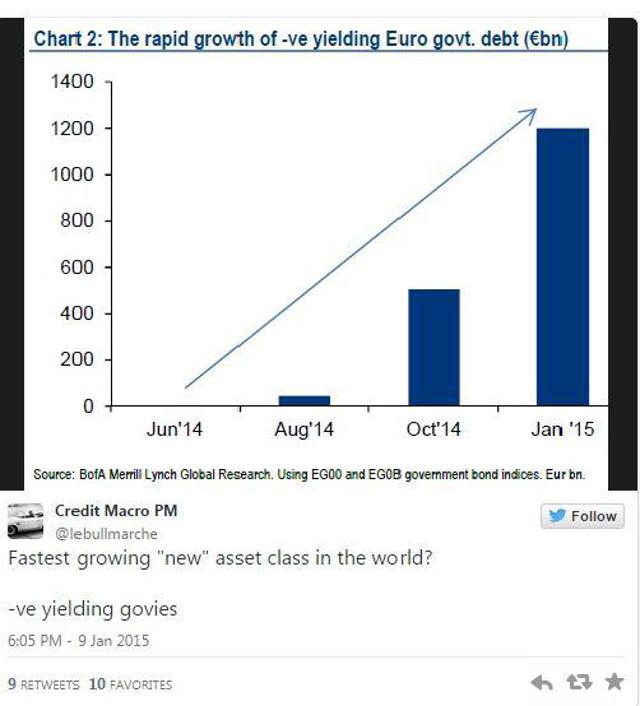 Chart 2: The rapid growth of -ve yielding Euro govt. debt (€bn)
1400
1200
1000
800
600
400
200
0
Jun'14 Aug'14 Oct'14 Jan '15
Source: BofA Merrill Lynch Global Research. Using EG00 and EG0B government bond indices. Eur bn.
Credit Macro PM
@lebullmarche
Follow
Fastest growing "new" asset class in the world?
-ve yielding govies
6:05 PM - 9 Jan 2015
9 RETWEETS 10 FAVORITES